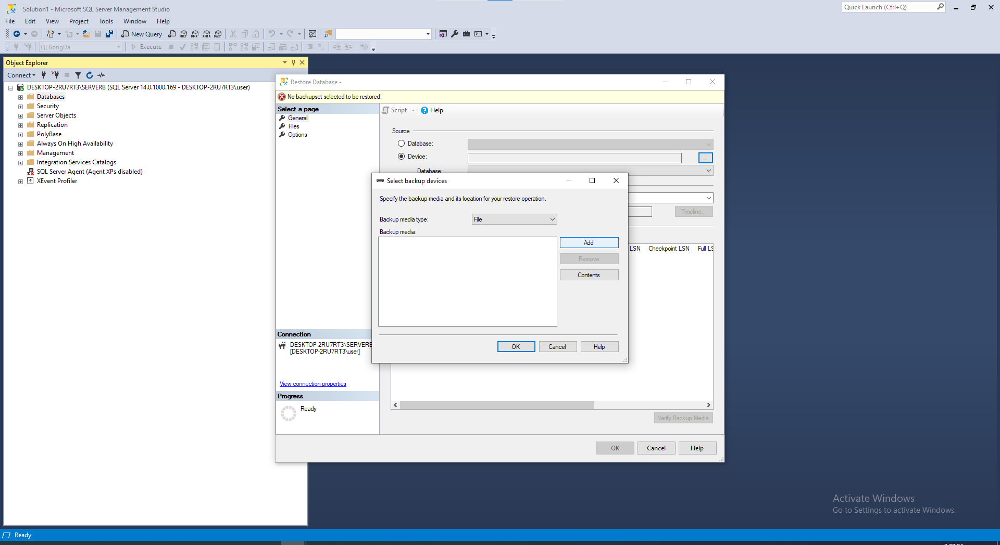 Solution1 - Microsoft SQL Server Management Studio
Quick Launch (Ctrl+Q)
File Edit View Project Tools Window Help
New Query
MDX DMX XMLA DAX
QLBongDa
Execute
Object Explorer
Connect
DESKTOP-2RU7RT3\SERVERB (SQL Server 14.0.1000.169 - DESKTOP-2RU7RT3\user)
Databases
Security
Server Objects
Replication
PolyBase
Always On High Availability
Management
Integration Services Catalogs
SQL Server Agent (Agent XPs disabled)
XEvent Profiler
Restore Database -
No backupset selected to be restored.
Select a page
General
Files
Options
Script
Help
Source
Database:
Device:
...
Database:
Timeline...
LSN Checkpoint LSN Full LS
Select backup devices
Specify the backup media and its location for your restore operation.
Backup media type: File
Backup media:
Add
Remove
Contents
OK Cancel Help
Connection
DESKTOP-2RU7RT3\SERVERB
[DESKTOP-2RU7RT3\user]
View connection properties
Progress
Ready
Verify Backup Media
OK Cancel Help
Activate Windows
Go to Settings to activate Windows.
Ready